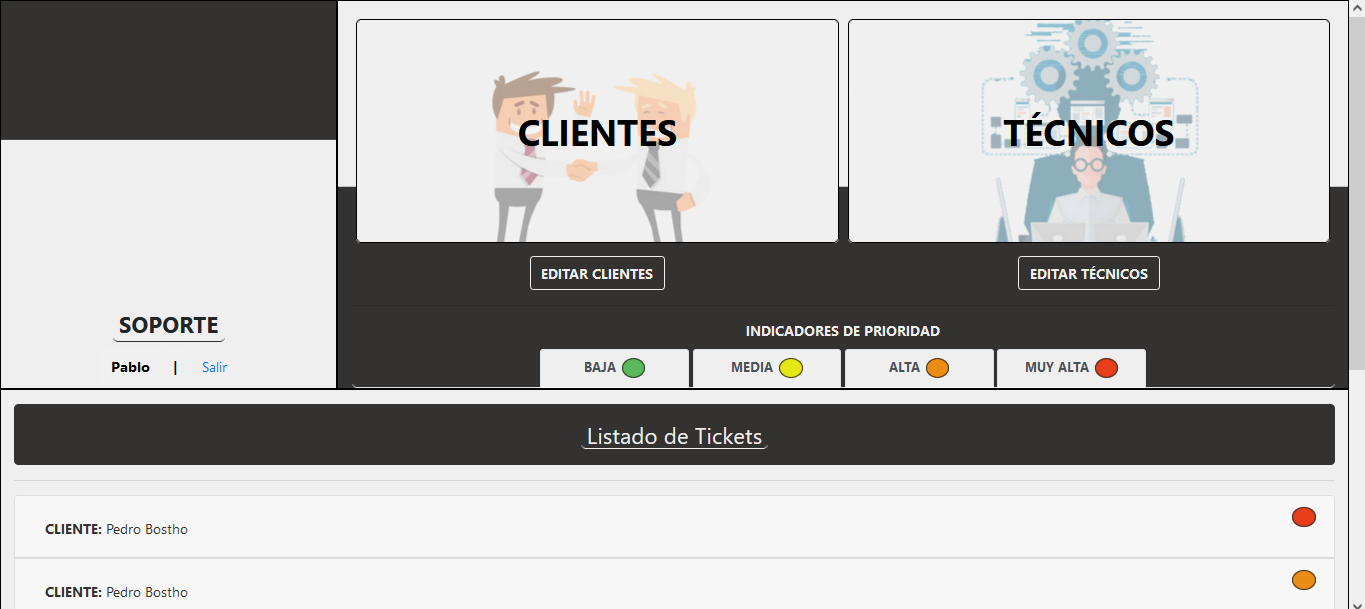 CLIENTES
TÉCNICOS
EDITAR CLIENTES
EDITAR TÉCNICOS
SOPORTE
Pablo | Salir
INDICADORES DE PRIORIDAD
BAJA
MEDIA
ALTA
MUY ALTA
Listado de Tickets
CLIENTE: Pedro Bostho
CLIENTE: Pedro Bostho